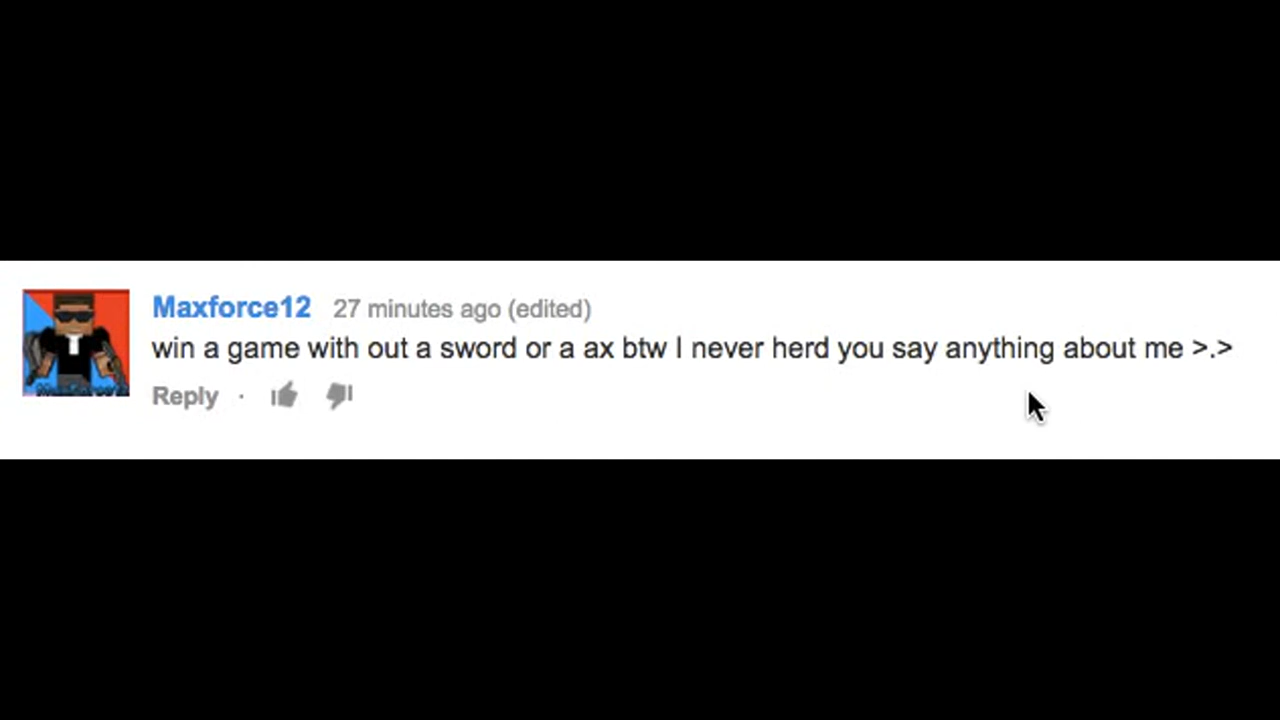 Maxforce12 27 minutes ago (edited)
win a game with out a sword or a ax btw I never herd you say anything about me >.>
Reply ·